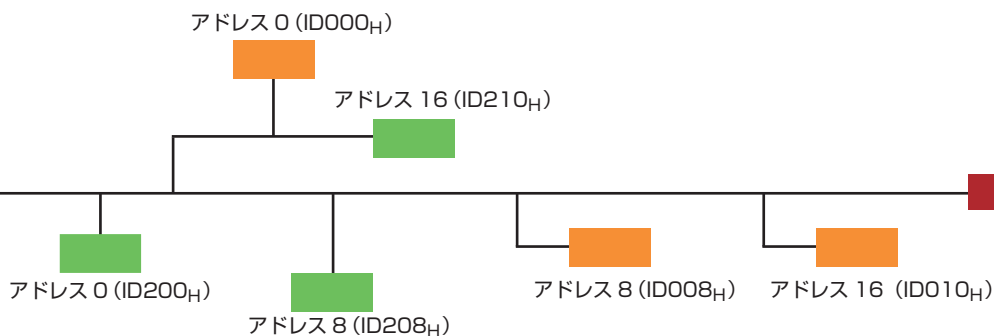 アドレス 0 (ID000H)
アドレス 16 (ID210H)
アドレス 0 (ID200H)
アドレス 8 (ID208H)
アドレス 8 (ID008H)
アドレス 16 (ID010H)